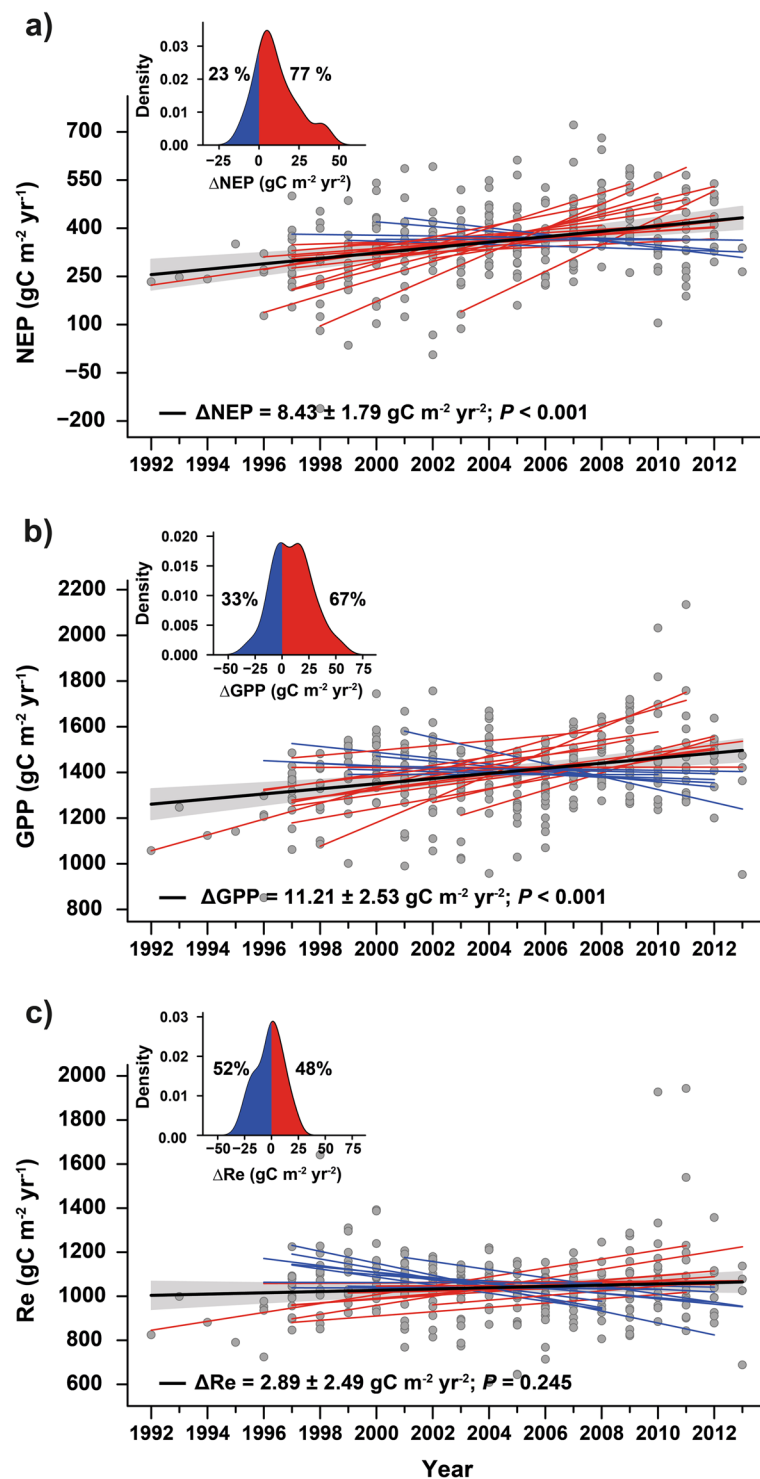 a)
Density
0.03
0.02
0.01
0.00
23 %
77 %
−25 0 25 50
ΔNEP (gC m⁻² yr⁻²)
NEP (gC m⁻² yr⁻¹)
700
550
400
250
100
−50
−200
ΔNEP = 8.43 ± 1.79 gC m⁻² yr⁻²; P < 0.001
1992 1994 1996 1998 2000 2002 2004 2006 2008 2010 2012
b)
Density
0.020
0.015
0.010
0.005
0.000
33%
67%
−50 −25 0 25 50 75
ΔGPP (gC m⁻² yr⁻²)
GPP (gC m⁻² yr⁻¹)
2200
2000
1800
1600
1400
1200
1000
800
ΔGPP = 11.21 ± 2.53 gC m⁻² yr⁻²; P < 0.001
1992 1994 1996 1998 2000 2002 2004 2006 2008 2010 2012
c)
Density
0.03
0.02
0.01
0.00
52%
48%
−50 −25 0 25 50 75
ΔRe (gC m⁻² yr⁻²)
Re (gC m⁻² yr⁻¹)
2000
1800
1600
1400
1200
1000
800
600
ΔRe = 2.89 ± 2.49 gC m⁻² yr⁻²; P = 0.245
1992 1994 1996 1998 2000 2002 2004 2006 2008 2010 2012
Year